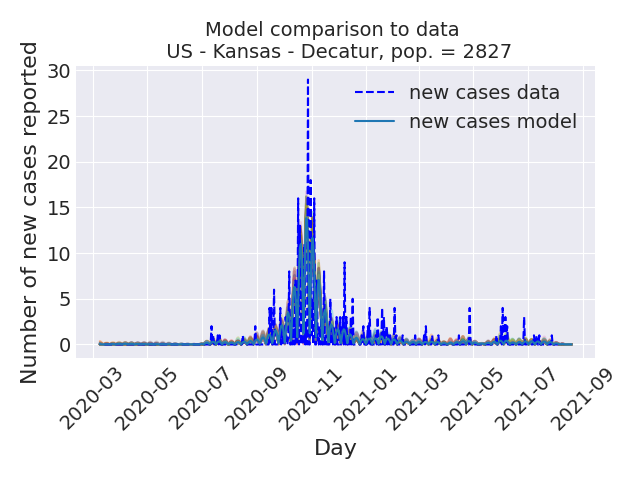 Model comparison to data
US - Kansas - Decatur, pop. = 2827
Number of new cases reported
30
25
20
15
10
5
0
new cases data
new cases model
2020-03
2020-05
2020-07
2020-09
2020-11
2021-01
2021-03
2021-05
2021-07
2021-09
Day